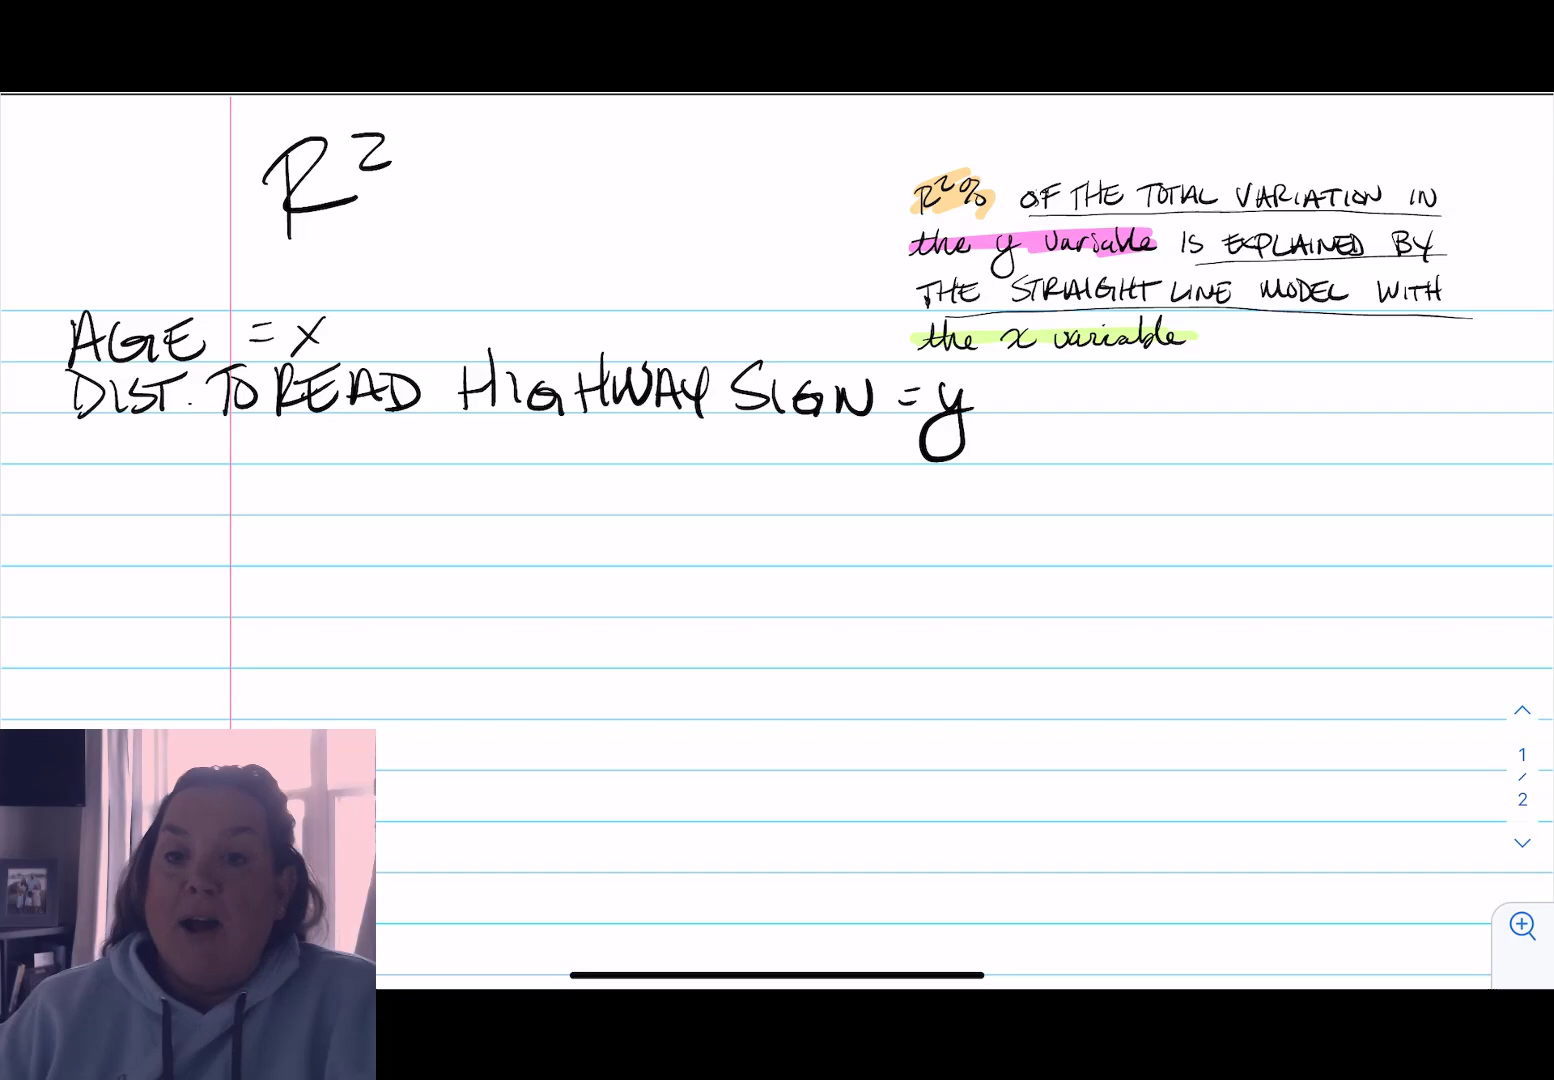 R²
R²% OF THE TOTAL VARIATION IN
the y variable IS EXPLAINED BY
THE STRAIGHT LINE MODEL WITH
the x variable
AGE = x
DIST. TO READ HIGHWAY SIGN = y
1
/
2